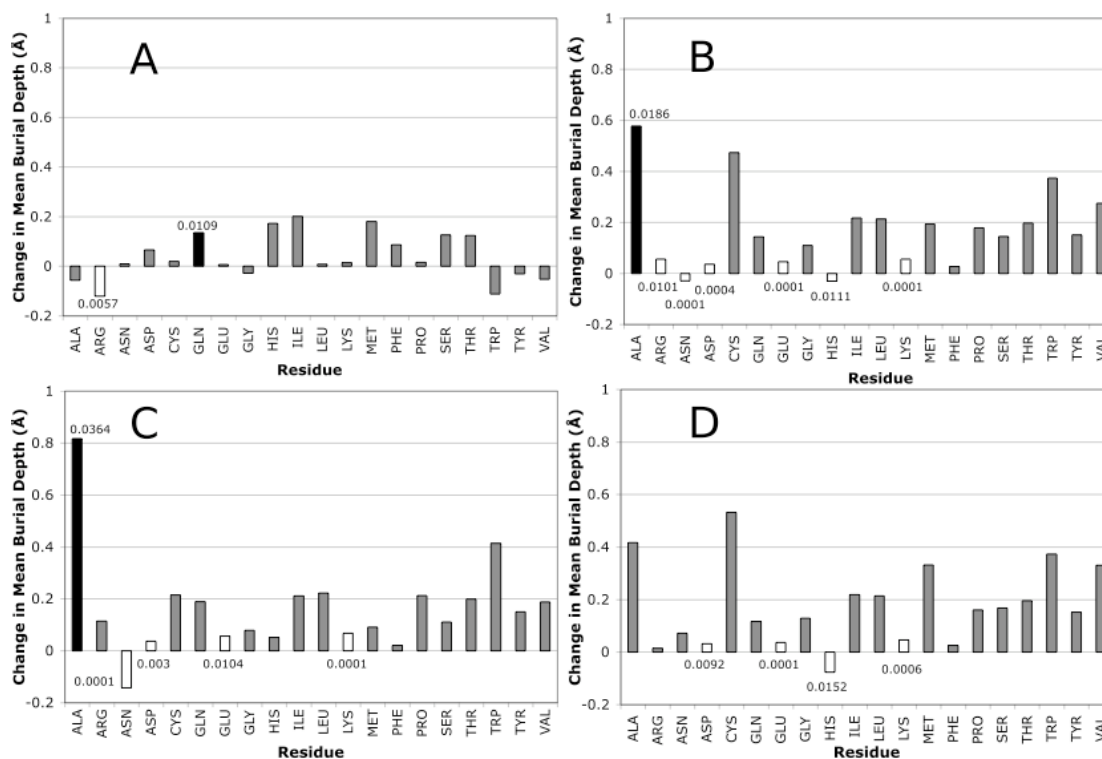 A
Change in Mean Burial Depth (Å)
1
0.8
0.6
0.4
0.2
0
-0.2
0.0109
0.0057
ALA ARG ASN ASP CYS GLN GLU GLY HIS ILE LEU LYS MET PHE PRO SER THR TRP TYR VAL
Residue
B
Change in Mean Burial Depth (Å)
1
0.8
0.6
0.4
0.2
0
-0.2
0.0186
0.0101
0.0001
0.0004
0.0001
0.0111
0.0001
ALA ARG ASN ASP CYS GLN GLU GLY HIS ILE LEU LYS MET PHE PRO SER THR TRP TYR VAL
Residue
C
Change in Mean Burial Depth (Å)
1
0.8
0.6
0.4
0.2
0
-0.2
0.0364
0.0001
0.003
0.0104
0.0001
ALA ARG ASN ASP CYS GLN GLU GLY HIS ILE LEU LYS MET PHE PRO SER THR TRP TYR VAL
Residue
D
Change in Mean Burial Depth (Å)
1
0.8
0.6
0.4
0.2
0
-0.2
0.0092
0.0001
0.0152
0.0006
ALA ARG ASN ASP CYS GLN GLU GLY HIS ILE LEU LYS MET PHE PRO SER THR TRP TYR VAL
Residue